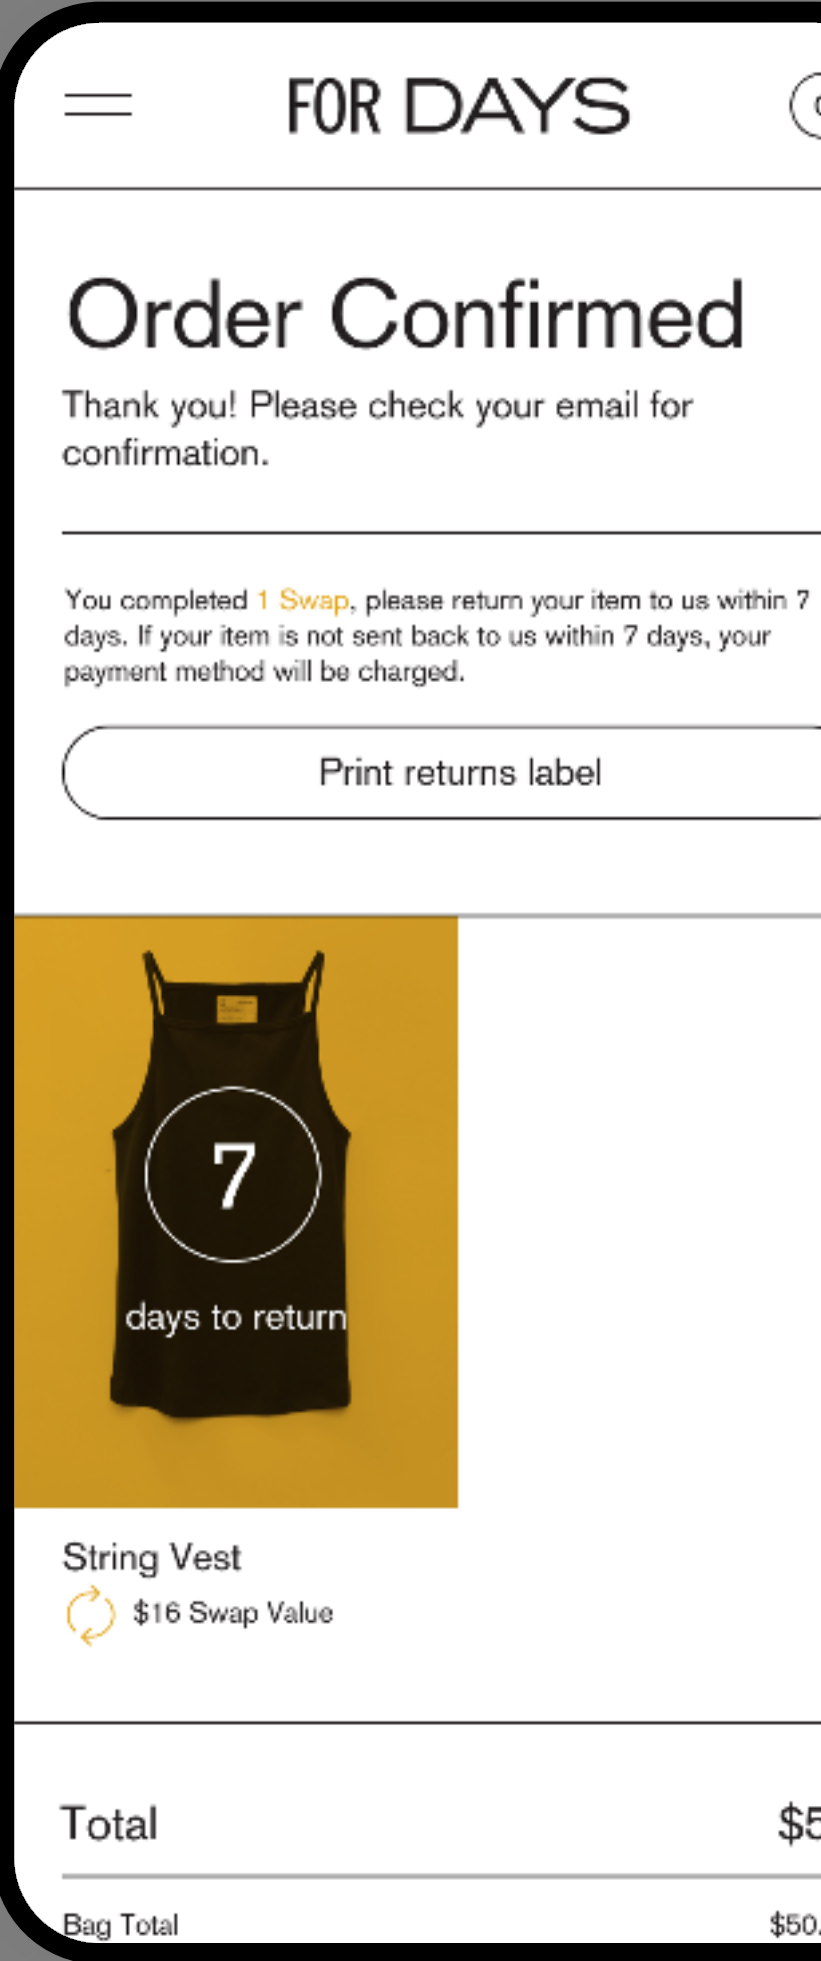 FOR DAYS
Order Confirmed
Thank you! Please check your email for
confirmation.
You completed 1 Swap, please return your item to us within 7
days. If your item is not sent back to us within 7 days, your
payment method will be charged.
Print returns label
7
days to return
String Vest
$16 Swap Value
Total $5
Bag Total $50.